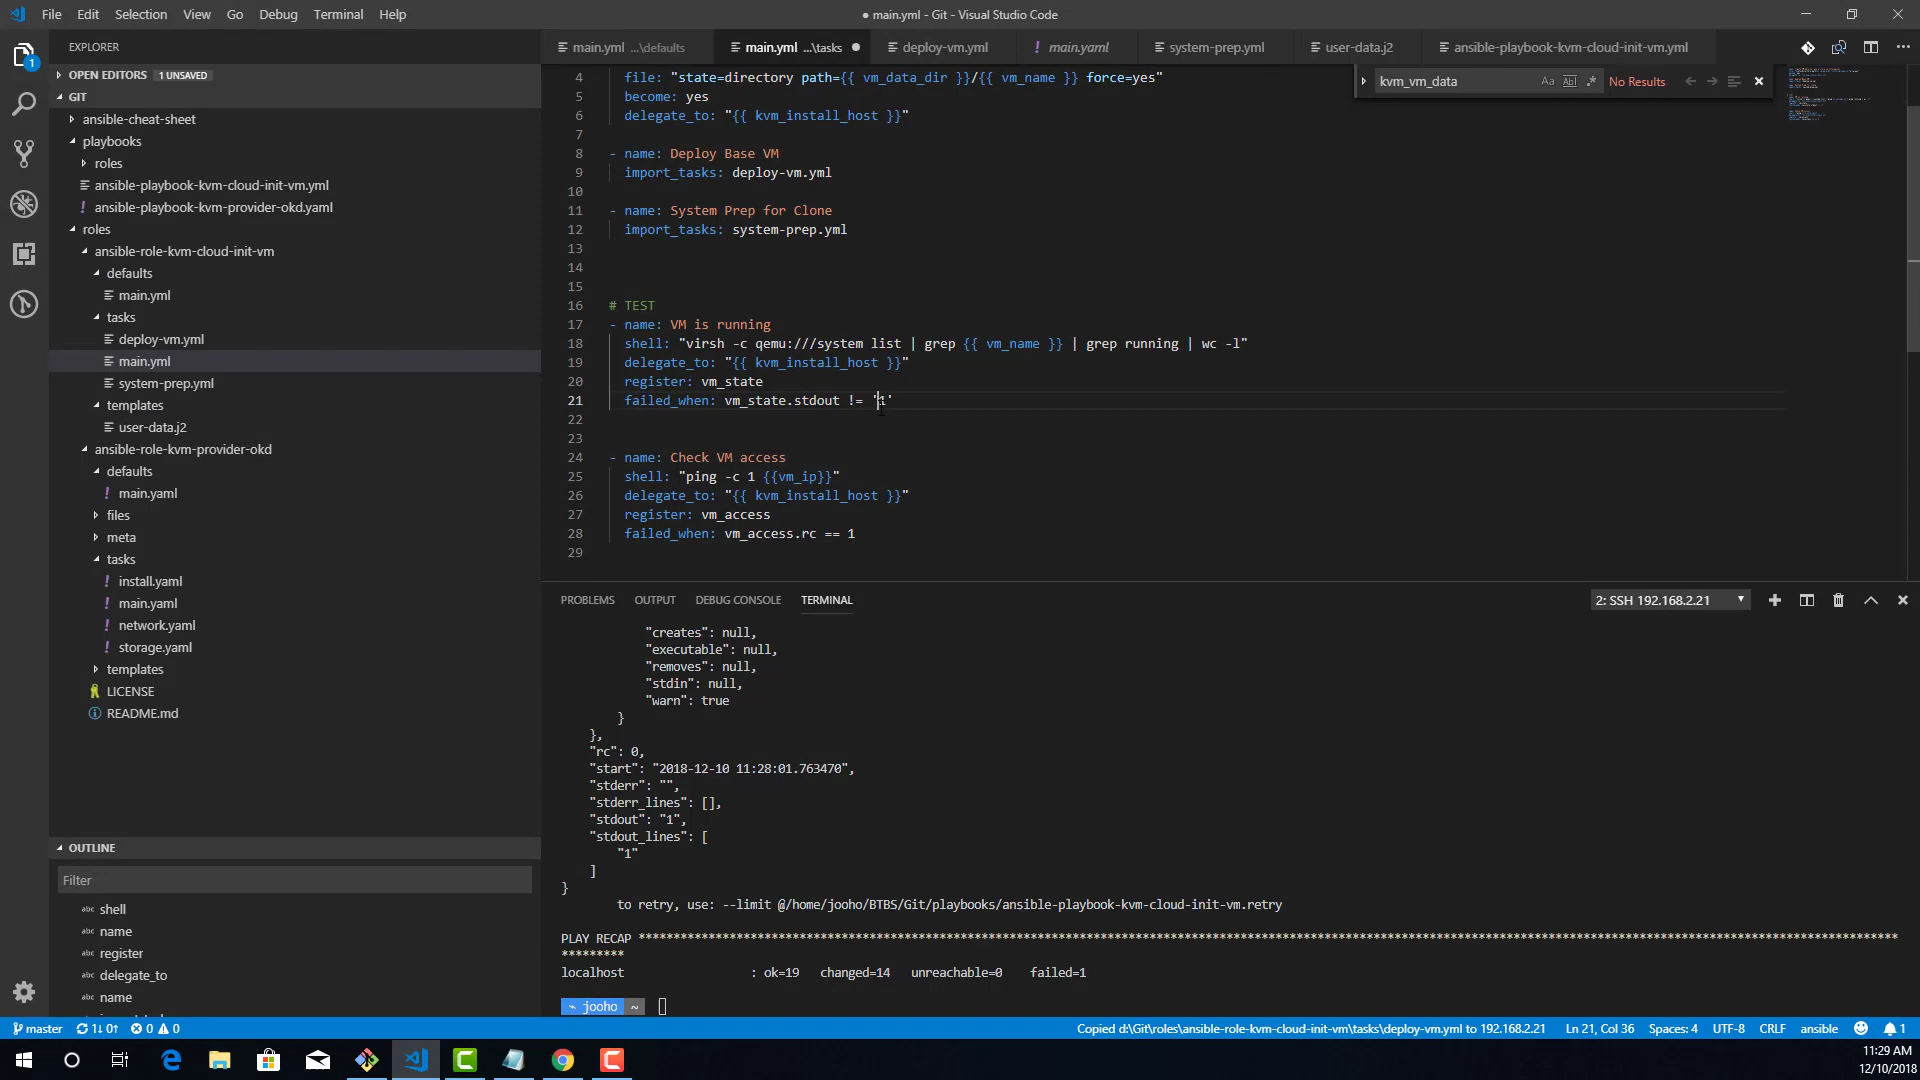 File Edit Selection View Go Debug Terminal Help
● main.yml - Git - Visual Studio Code
EXPLORER
OPEN EDITORS 1 UNSAVED
GIT
ansible-cheat-sheet
playbooks
roles
ansible-playbook-kvm-cloud-init-vm.yml
ansible-playbook-kvm-provider-okd.yaml
roles
ansible-role-kvm-cloud-init-vm
defaults
main.yml
tasks
deploy-vm.yml
main.yml
system-prep.yml
templates
user-data.j2
ansible-role-kvm-provider-okd
defaults
main.yaml
files
meta
tasks
install.yaml
main.yaml
network.yaml
storage.yaml
templates
LICENSE
README.md
OUTLINE
Filter
abc shell
abc name
abc register
abc delegate_to
abc name
main.yml ...\defaults main.yml ...\tasks deploy-vm.yml main.yaml system-prep.yml user-data.j2 ansible-playbook-kvm-cloud-init-vm.yml
kvm_vm_data Aa Abl .* No Results
4 file: "state=directory path={{ vm_data_dir }}/{{ vm_name }} force=yes"
5 become: yes
6 delegate_to: "{{ kvm_install_host }}"
7
8 - name: Deploy Base VM
9 import_tasks: deploy-vm.yml
10
11 - name: System Prep for Clone
12 import_tasks: system-prep.yml
13
14
15
16 # TEST
17 - name: VM is running
18 shell: "virsh -c qemu:///system list | grep {{ vm_name }} | grep running | wc -l"
19 delegate_to: "{{ kvm_install_host }}"
20 register: vm_state
21 failed_when: vm_state.stdout != '1'
22
23
24 - name: Check VM access
25 shell: "ping -c 1 {{vm_ip}}"
26 delegate_to: "{{ kvm_install_host }}"
27 register: vm_access
28 failed_when: vm_access.rc == 1
29
PROBLEMS OUTPUT DEBUG CONSOLE TERMINAL 2: SSH 192.168.2.21
"creates": null,
"executable": null,
"removes": null,
"stdin": null,
"warn": true
}
},
"rc": 0,
"start": "2018-12-10 11:28:01.763470",
"stderr": "",
"stderr_lines": [],
"stdout": "1",
"stdout_lines": [
"1"
]
}
to retry, use: --limit @/home/jooho/BTBS/Git/playbooks/ansible-playbook-kvm-cloud-init-vm.retry
PLAY RECAP
localhost : ok=19 changed=14 unreachable=0 failed=1
~ jooho ~
master 1↓ 0↑ 0 0 Copied d:\Git\roles\ansible-role-kvm-cloud-init-vm\tasks\deploy-vm.yml to 192.168.2.21 Ln 21, Col 36 Spaces: 4 UTF-8 CRLF ansible 1
11:29 AM
12/10/2018